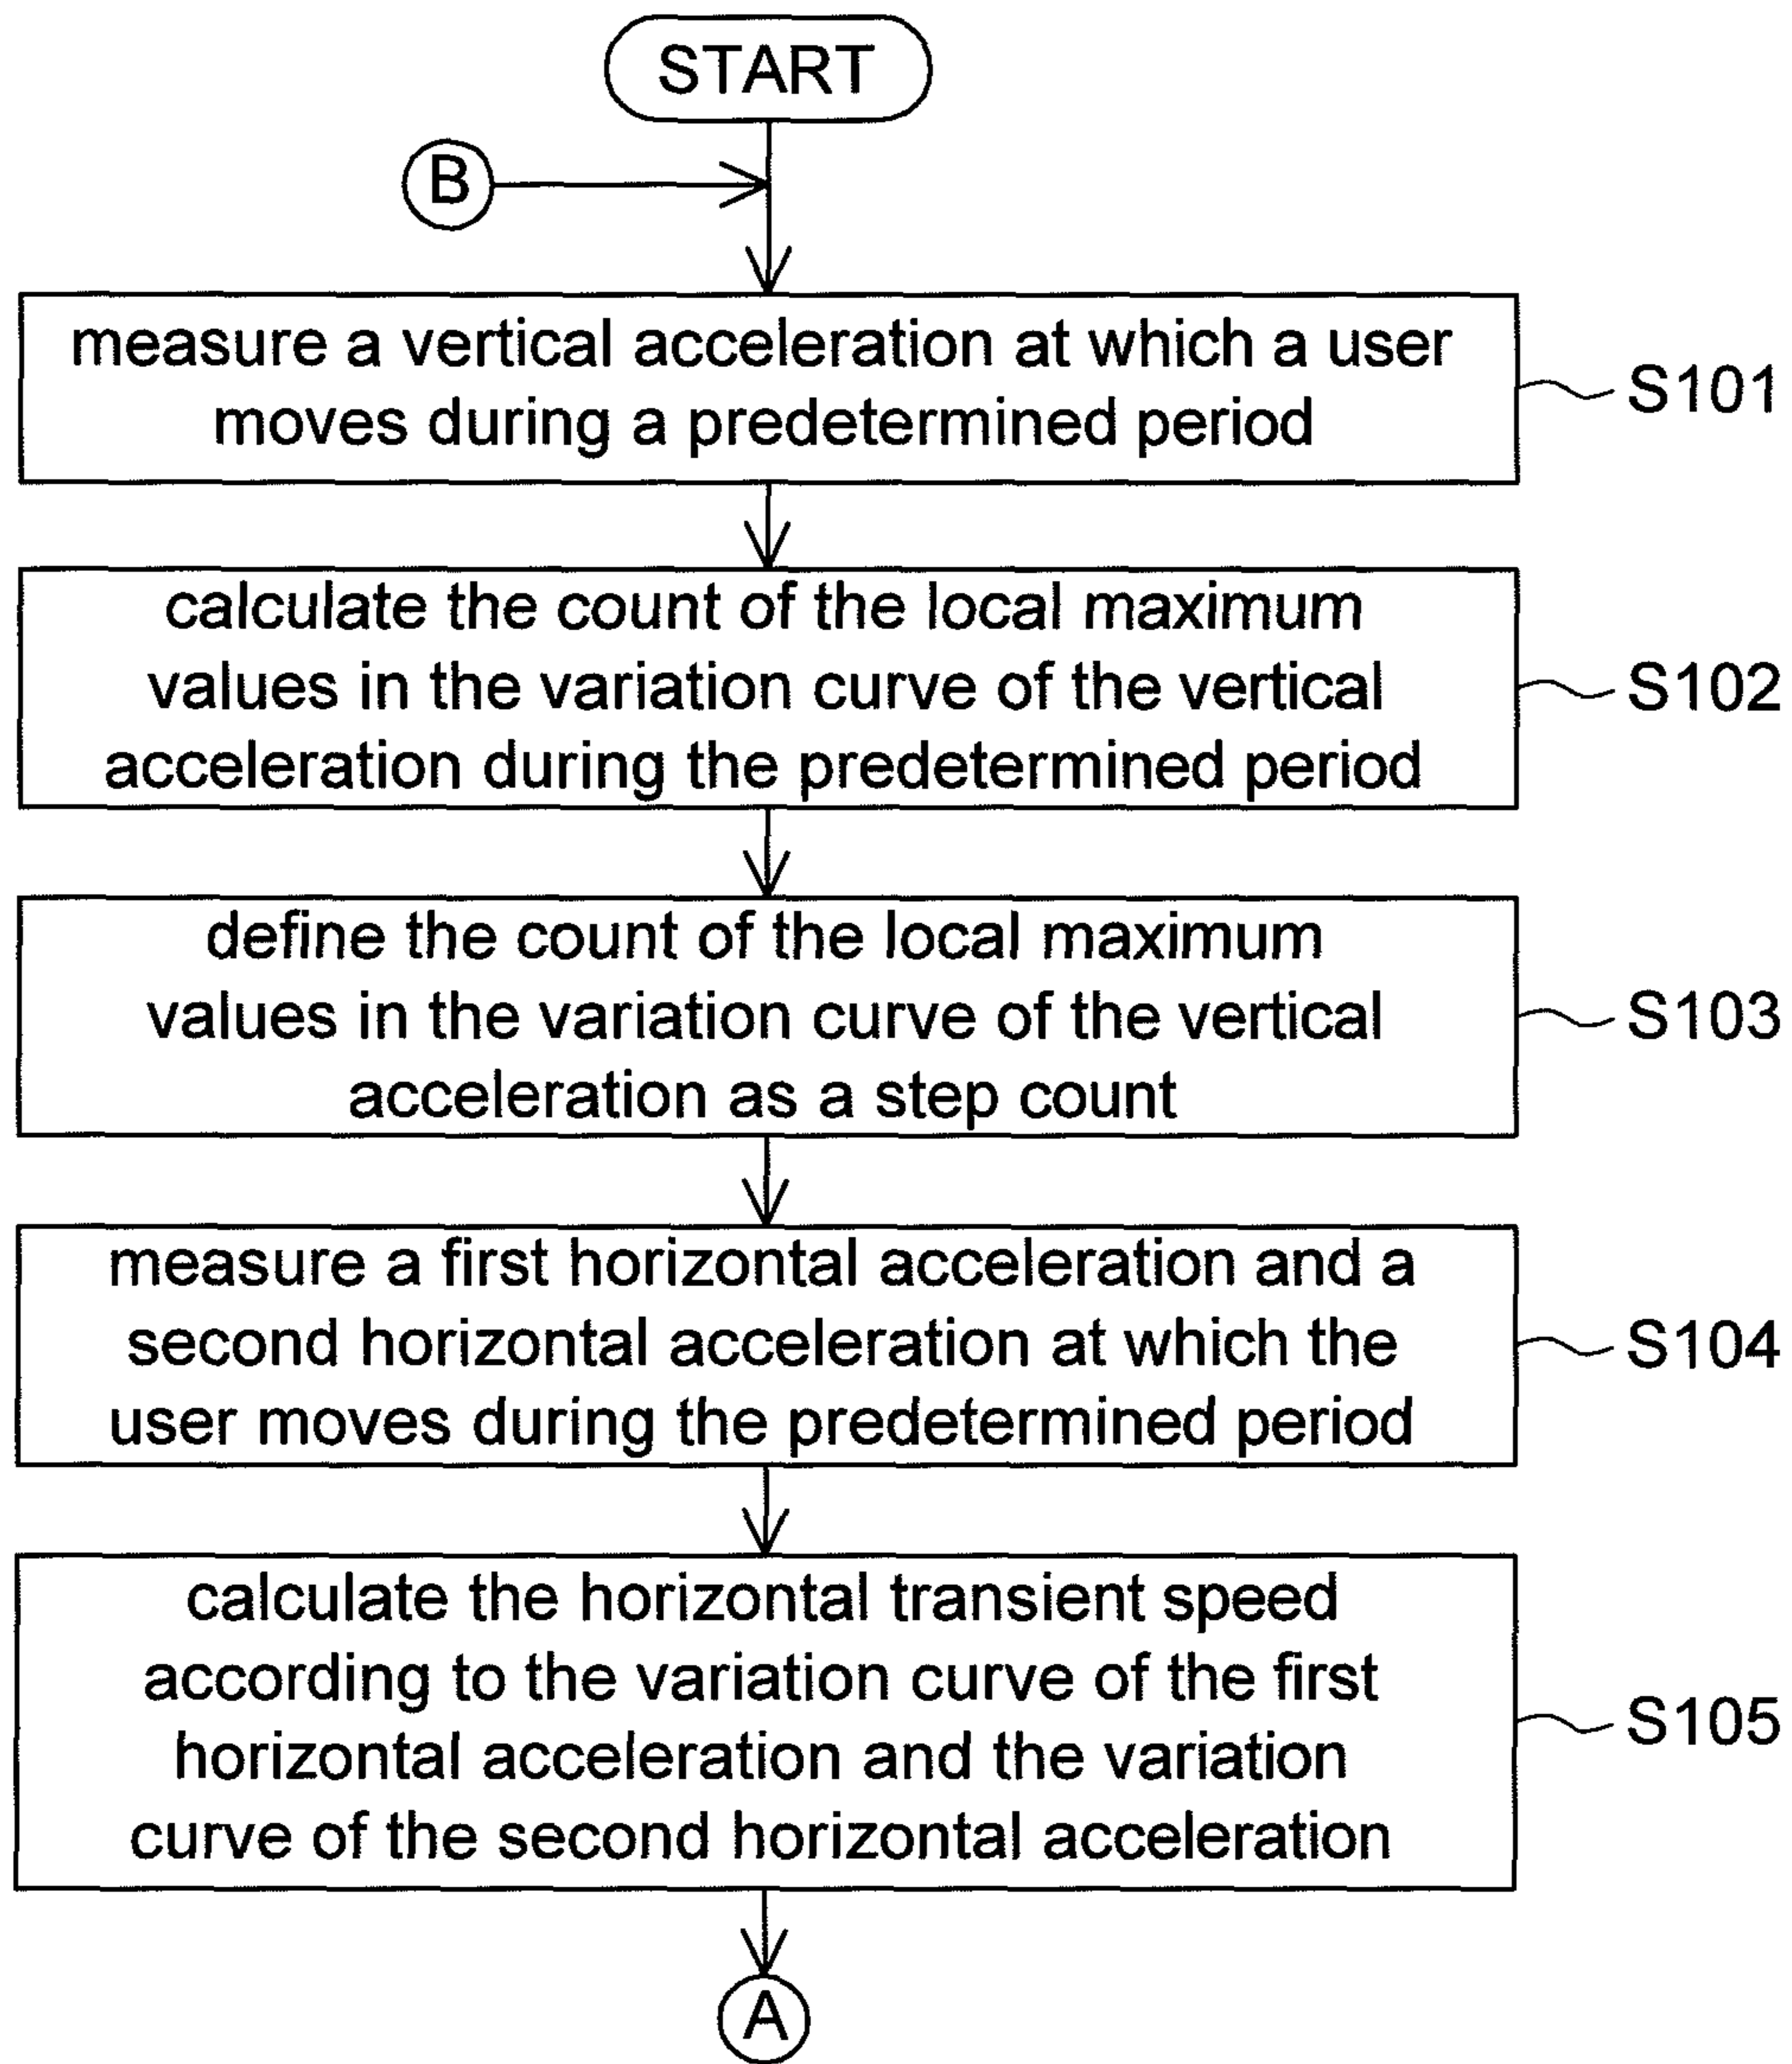 START
B
measure a vertical acceleration at which a user
moves during a predetermined period
S101
calculate the count of the local maximum
values in the variation curve of the vertical
acceleration during the predetermined period
S102
define the count of the local maximum
values in the variation curve of the vertical
acceleration as a step count
S103
measure a first horizontal acceleration and a
second horizontal acceleration at which the
user moves during the predetermined period
S104
calculate the horizontal transient speed
according to the variation curve of the first
horizontal acceleration and the variation
curve of the second horizontal acceleration
S105
A